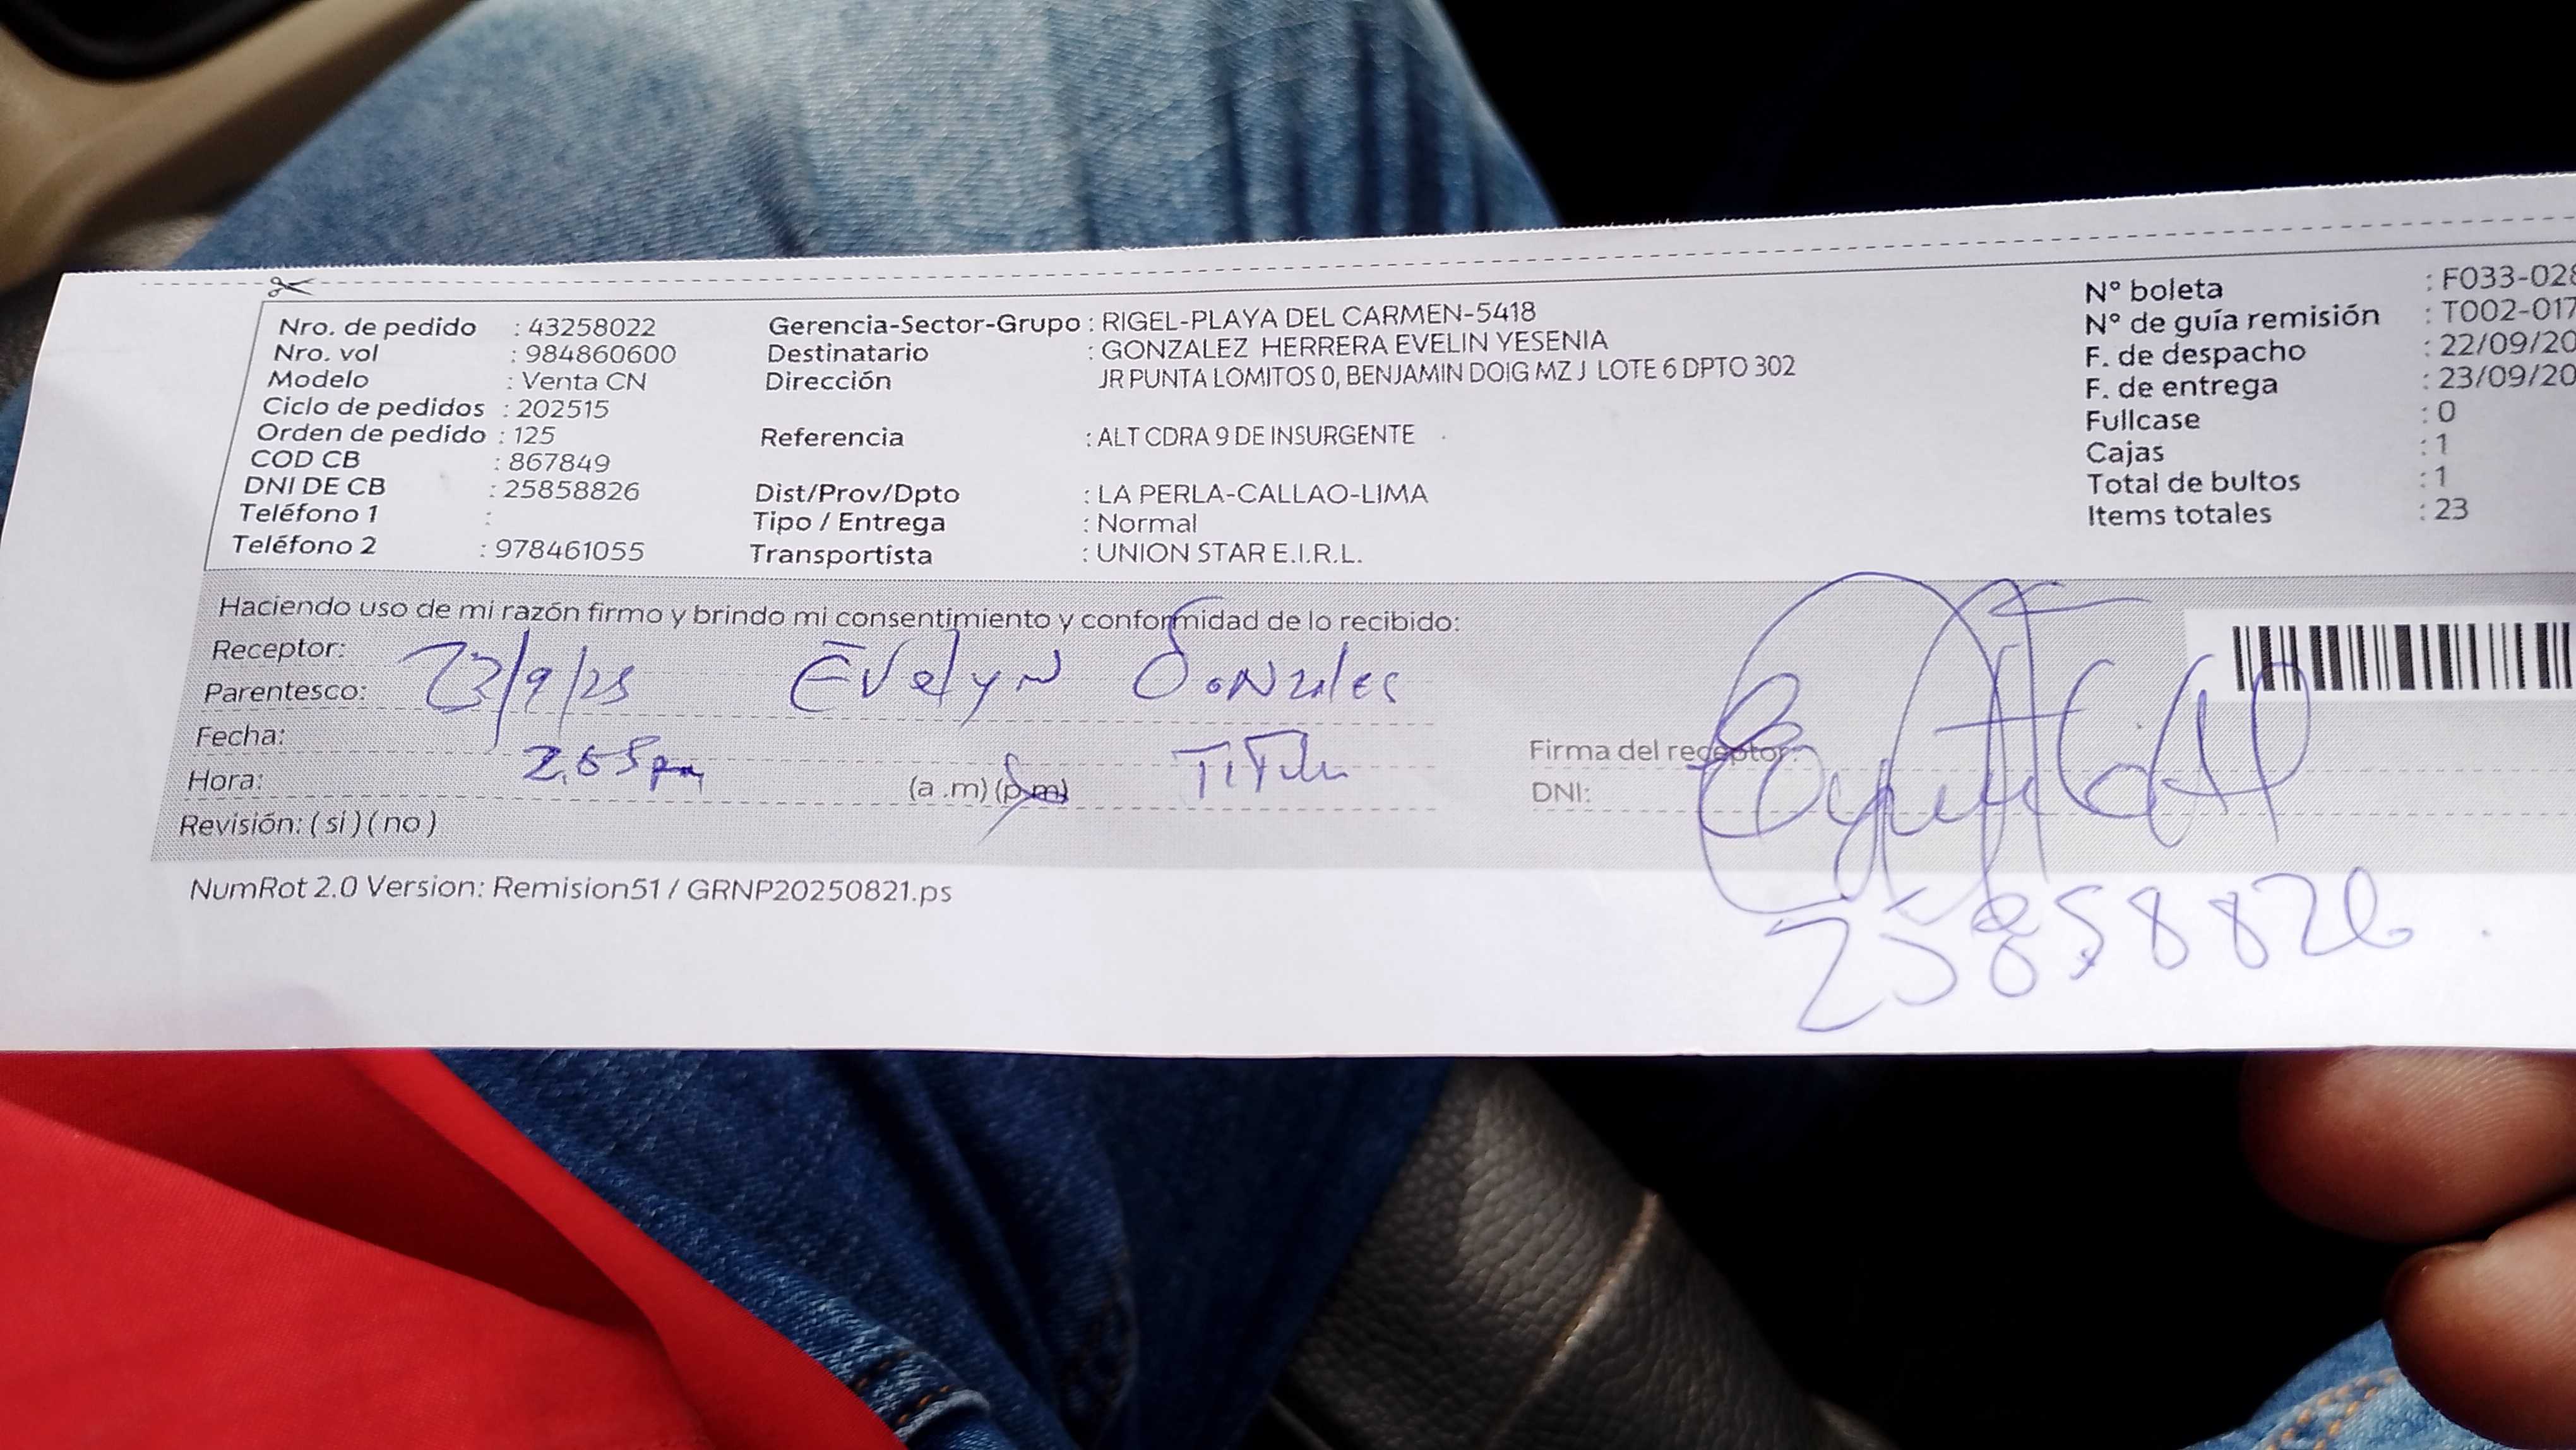 Nro. de pedido : 43258022
Nro. vol : 984860600
Modelo : Venta CN
Ciclo de pedidos : 202515
Orden de pedido : 125
COD CB : 867849
DNI DE CB : 25858826
Teléfono 1 :
Teléfono 2 : 978461055
Gerencia-Sector-Grupo : RIGEL-PLAYA DEL CARMEN-5418
Destinatario : GONZALEZ HERRERA EVELIN YESENIA
Dirección JR PUNTA LOMITOS 0, BENJAMIN DOIG MZ J LOTE 6 DPTO 302
Referencia : ALT CDRA 9 DE INSURGENTE
Dist/Prov/Dpto : LA PERLA-CALLAO-LIMA
Tipo / Entrega : Normal
Transportista : UNION STAR E.I.R.L.
N° boleta : F033-028
N° de guía remisión : T002-017
F. de despacho : 22/09/20
F. de entrega : 23/09/20
Fullcase : 0
Cajas : 1
Total de bultos : 1
Items totales : 23
Haciendo uso de mi razón firmo y brindo mi consentimiento y conformidad de lo recibido:
Receptor:
Parentesco: 23/9/25 Evelyn Gonzales
Fecha:
Hora: 2.55pm (a .m) (p.m) Titular
Revisión: ( si ) ( no )
Firma del receptor:
DNI:
25858826
NumRot 2.0 Version: Remision51 / GRNP20250821.ps